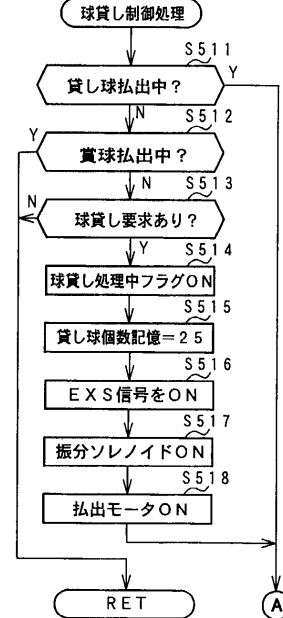 球貸し制御処理
S511
貸し球払出中？
Y
N
S512
Y
賞球払出中？
N
S513
N
球貸し要求あり？
Y
S514
球貸し処理中フラグON
S515
貸し球個数記憶＝25
S516
EXS信号をON
S517
振分ソレノイドON
S518
払出モータON
RET
A